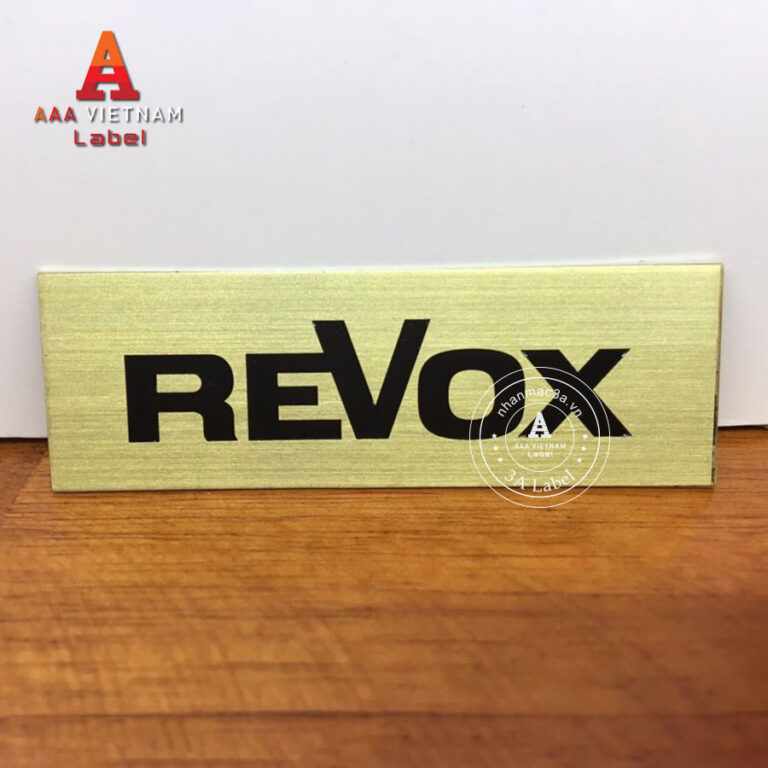 A
AAA VIETNAM
Label
REVOX
nhanmac3a.vn
A
AAA VIETNAM
Label
3A Label